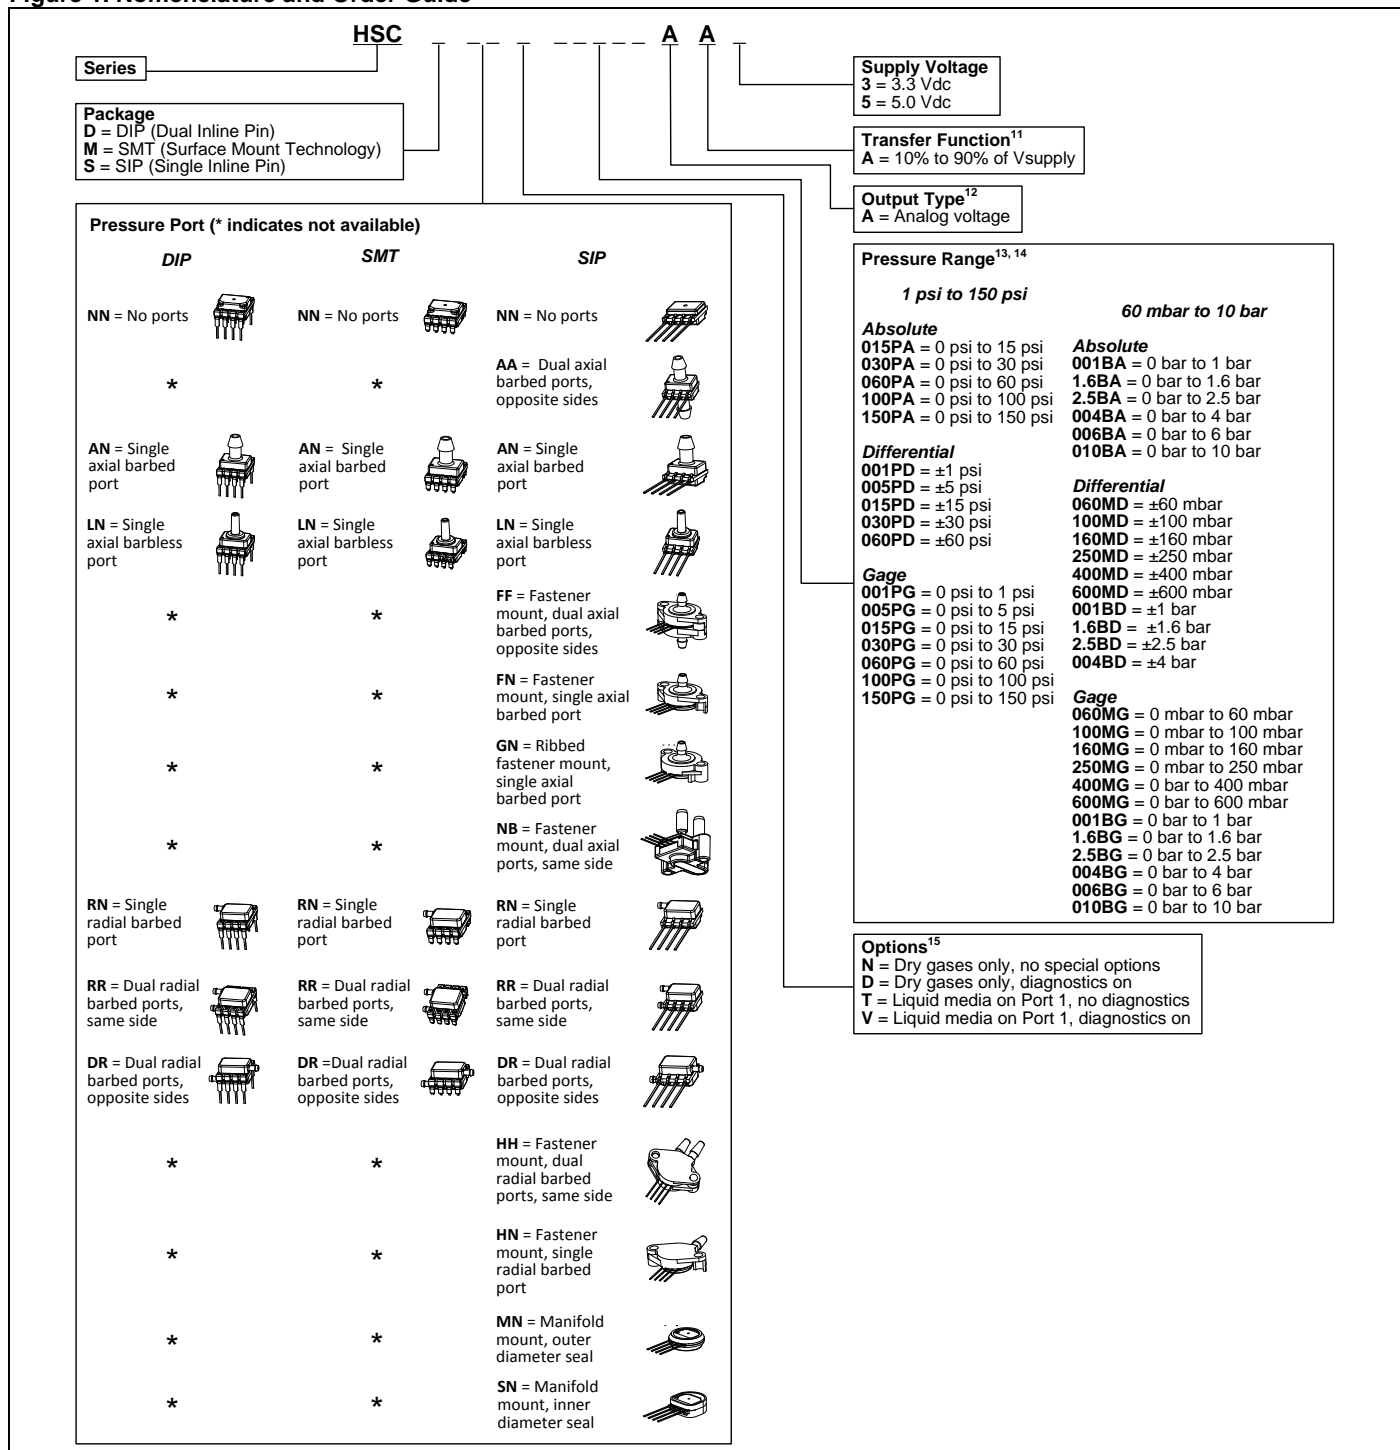 HSC _ _ _ _ _ _ _ _ A A _
Series
Package
D = DIP (Dual Inline Pin)
M = SMT (Surface Mount Technology)
S = SIP (Single Inline Pin)
Supply Voltage
3 = 3.3 Vdc
5 = 5.0 Vdc
Transfer Function11
A = 10% to 90% of Vsupply
Output Type12
A = Analog voltage
Pressure Port (* indicates not available)
DIP SMT SIP
NN = No ports
NN = No ports
NN = No ports
*
*
AA = Dual axial
barbed ports,
opposite sides
AN = Single
axial barbed
port
AN = Single
axial barbed
port
AN = Single
axial barbed
port
LN = Single
axial barbless
port
LN = Single
axial barbless
port
LN = Single
axial barbless
port
*
*
FF = Fastener
mount, dual axial
barbed ports,
opposite sides
*
*
FN = Fastener
mount, single axial
barbed port
*
*
GN = Ribbed
fastener mount,
single axial
barbed port
*
*
NB = Fastener
mount, dual axial
ports, same side
RN = Single
radial barbed
port
RN = Single
radial barbed
port
RN = Single
radial barbed
port
RR = Dual radial
barbed ports,
same side
RR = Dual radial
barbed ports,
same side
RR = Dual radial
barbed ports,
same side
DR = Dual radial
barbed ports,
opposite sides
DR =Dual radial
barbed ports,
opposite sides
DR = Dual radial
barbed ports,
opposite sides
*
*
HH = Fastener
mount, dual
radial barbed
ports, same side
*
*
HN = Fastener
mount, single
radial barbed
port
*
*
MN = Manifold
mount, outer
diameter seal
*
*
SN = Manifold
mount, inner
diameter seal
Pressure Range13, 14
1 psi to 150 psi
Absolute
015PA = 0 psi to 15 psi
030PA = 0 psi to 30 psi
060PA = 0 psi to 60 psi
100PA = 0 psi to 100 psi
150PA = 0 psi to 150 psi
Differential
001PD = ±1 psi
005PD = ±5 psi
015PD = ±15 psi
030PD = ±30 psi
060PD = ±60 psi
Gage
001PG = 0 psi to 1 psi
005PG = 0 psi to 5 psi
015PG = 0 psi to 15 psi
030PG = 0 psi to 30 psi
060PG = 0 psi to 60 psi
100PG = 0 psi to 100 psi
150PG = 0 psi to 150 psi
60 mbar to 10 bar
Absolute
001BA = 0 bar to 1 bar
1.6BA = 0 bar to 1.6 bar
2.5BA = 0 bar to 2.5 bar
004BA = 0 bar to 4 bar
006BA = 0 bar to 6 bar
010BA = 0 bar to 10 bar
Differential
060MD = ±60 mbar
100MD = ±100 mbar
160MD = ±160 mbar
250MD = ±250 mbar
400MD = ±400 mbar
600MD = ±600 mbar
001BD = ±1 bar
1.6BD = ±1.6 bar
2.5BD = ±2.5 bar
004BD = ±4 bar
Gage
060MG = 0 mbar to 60 mbar
100MG = 0 mbar to 100 mbar
160MG = 0 mbar to 160 mbar
250MG = 0 mbar to 250 mbar
400MG = 0 bar to 400 mbar
600MG = 0 bar to 600 mbar
001BG = 0 bar to 1 bar
1.6BG = 0 bar to 1.6 bar
2.5BG = 0 bar to 2.5 bar
004BG = 0 bar to 4 bar
006BG = 0 bar to 6 bar
010BG = 0 bar to 10 bar
Options15
N = Dry gases only, no special options
D = Dry gases only, diagnostics on
T = Liquid media on Port 1, no diagnostics
V = Liquid media on Port 1, diagnostics on